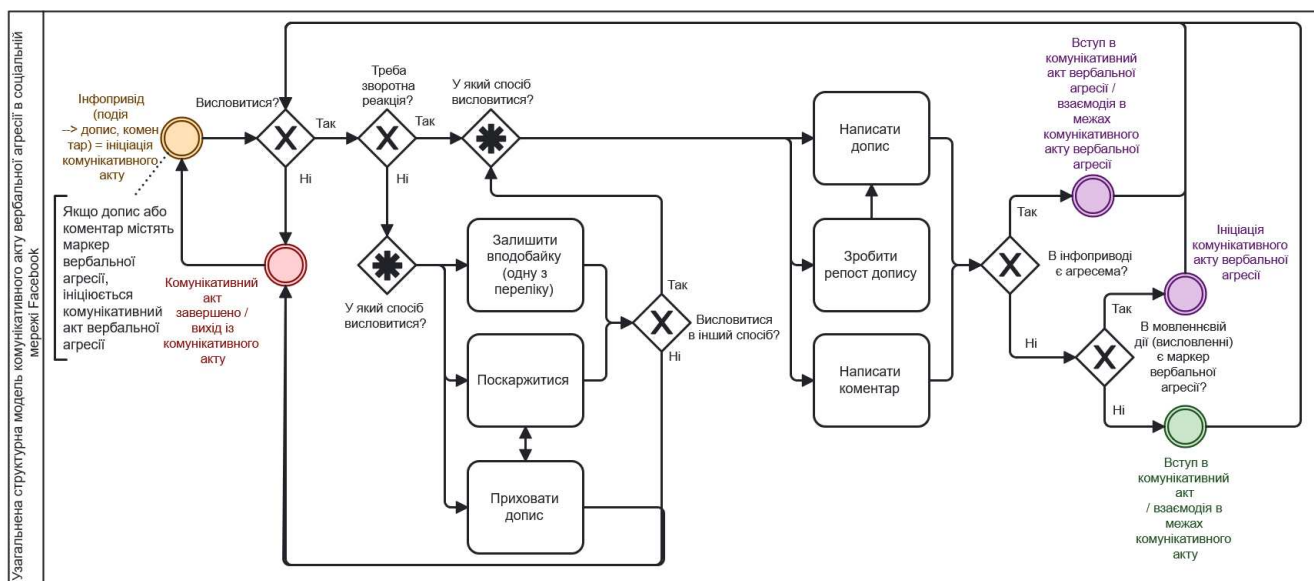 Узагальнена структурна модель комунікативного акту вербальної агресії в соціальній
мережі Facebook
Інфопривід
(подія
--> допис, комен
тар) = ініціація
комунікативного
акту
Якщо допис або
коментар містять
маркер
вербальної
агресії,
ініціюється
комунікативний
акт вербальної
агресії
Висловитися?
Так
Ні
Комунікативний
акт
завершено /
вихід із
комунікативного
акту
Треба
зворотна
реакція?
Так
Ні
У який спосіб
висловитися?
У який спосіб
висловитися?
Залишити
вподобайку
(одну з
переліку)
Поскаржитися
Приховати
допис
Так
Висловитися
в інший спосіб?
Ні
Написати
допис
Зробити
репост допису
Написати
коментар
Так
В інфоприводі
є агресема?
Ні
Вступ в
комунікативний
акт вербальної
агресії /
взаємодія в
межах
комунікативного
акту вербальної
агресії
Ініціація
комунікативного
акту вербальної
агресії
Так
В мовленнєвій
дії (висловленні)
є маркер
вербальної
агресії?
Ні
Вступ в
комунікативний
акт
/ взаємодія в
межах
комунікативного
акту